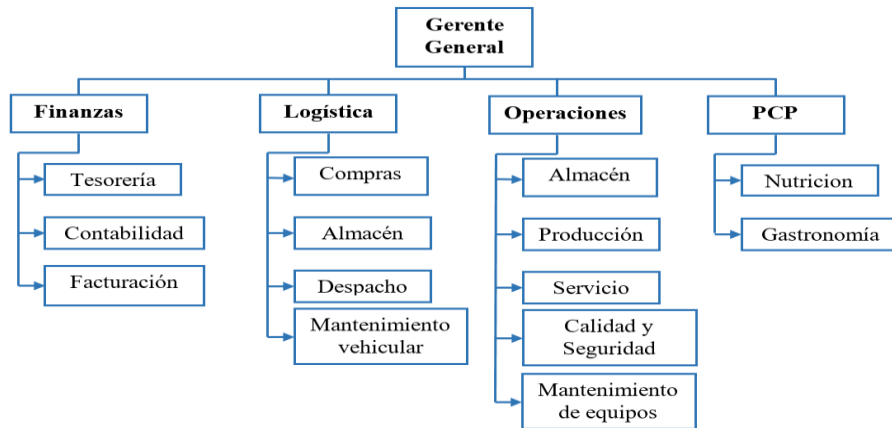 Gerente
General
Finanzas
Logística
Operaciones
PCP
Tesorería
Contabilidad
Facturación
Compras
Almacén
Despacho
Mantenimiento
vehicular
Almacén
Producción
Servicio
Calidad y
Seguridad
Mantenimiento
de equipos
Nutricion
Gastronomía